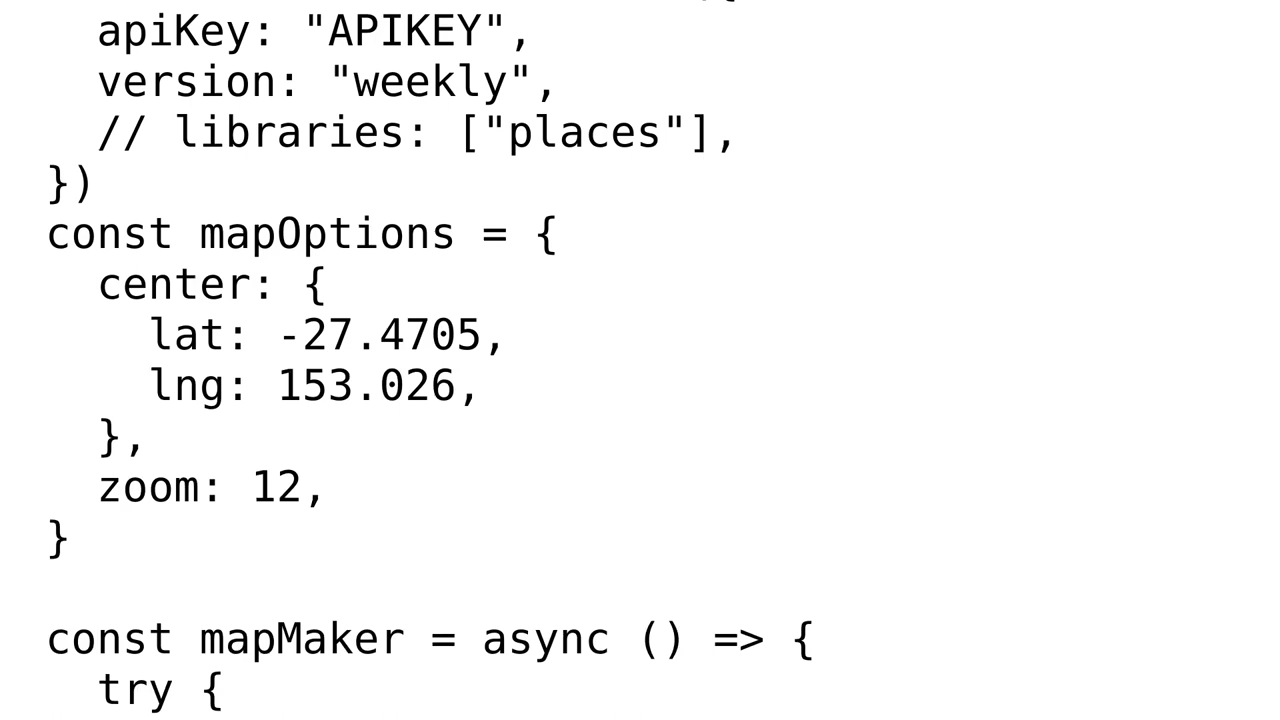 apiKey: "APIKEY",
version: "weekly",
// libraries: ["places"],
})
const mapOptions = {
center: {
lat: -27.4705,
lng: 153.026,
},
zoom: 12,
}
const mapMaker = async () => {
try {